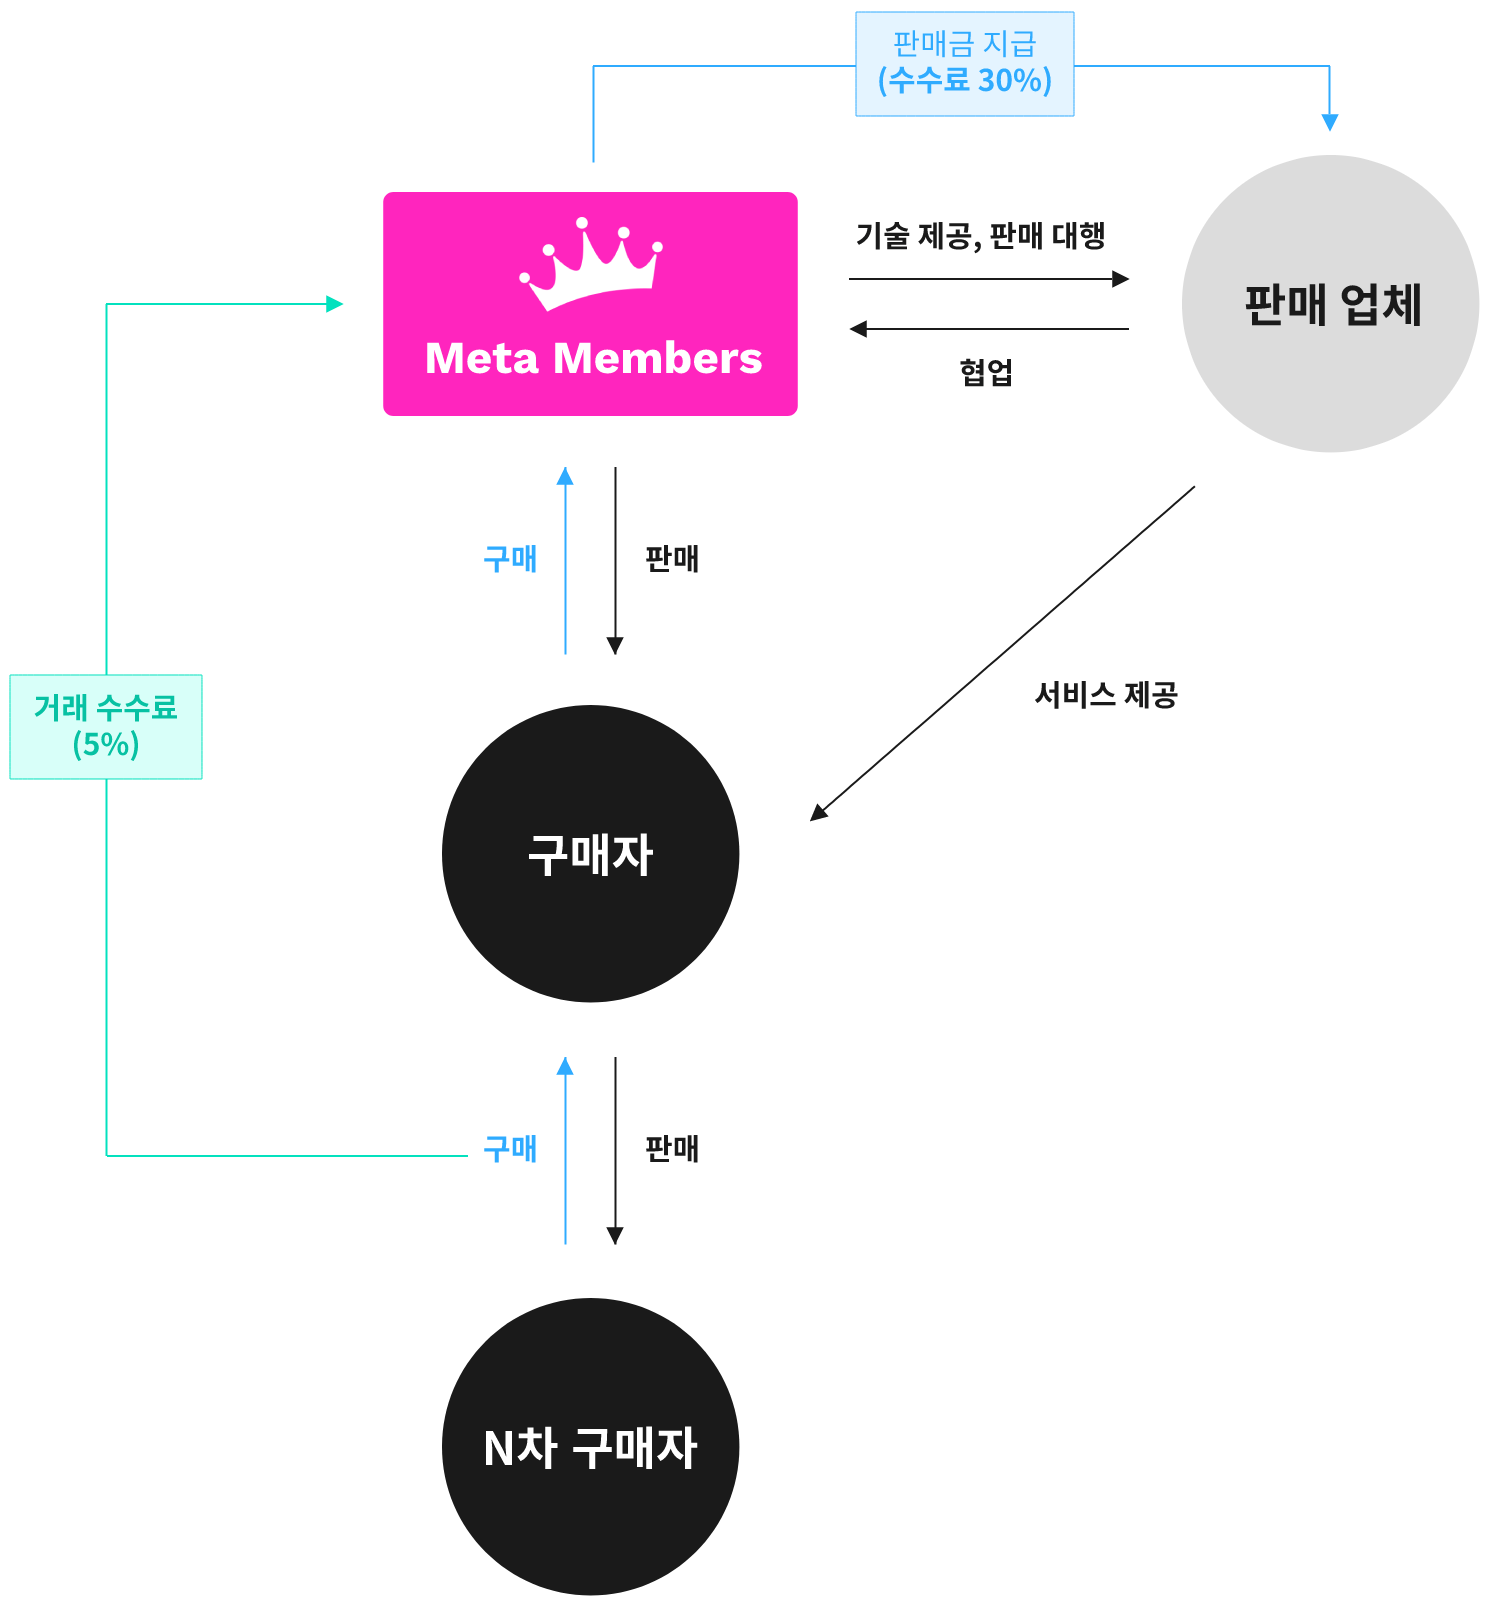 판매금 지급
(수수료 30%)
기술 제공, 판매 대행
판매 업체
Meta Members
협업
구매
판매
서비스 제공
거래 수수료
(5%)
구매자
구매
판매
N차 구매자